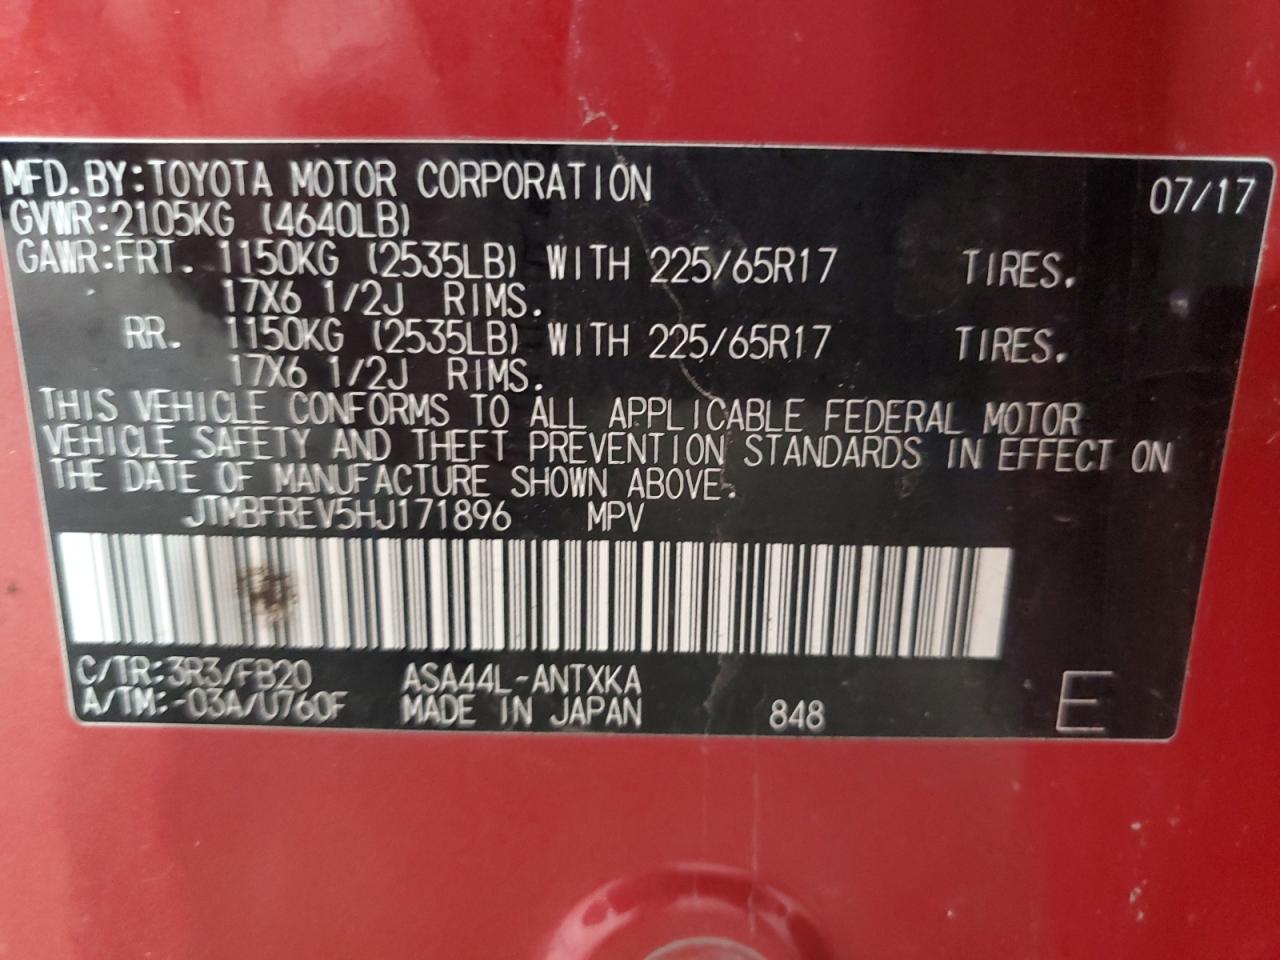 MFD.BY:TOYOTA MOTOR CORPORATION 07/17
GVWR:2105KG (4640LB)
GAWR:FRT. 1150KG (2535LB) WITH 225/65R17 TIRES.
17X6 1/2J RIMS.
RR. 1150KG (2535LB) WITH 225/65R17 TIRES.
17X6 1/2J RIMS.
THIS VEHICLE CONFORMS TO ALL APPLICABLE FEDERAL MOTOR
VEHICLE SAFETY AND THEFT PREVENTION STANDARDS IN EFFECT ON
THE DATE OF MANUFACTURE SHOWN ABOVE.
JTMBFREV5HJ171896 MPV
C/TR:3R3/FB20 ASA44L-ANTXKA
A/TM:-03A/U760F MADE IN JAPAN 848 E